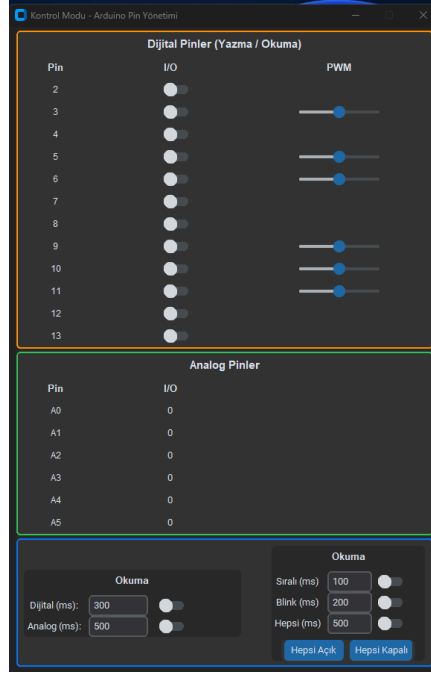 Kontrol Modu - Arduino Pin Yönetimi
Dijital Pinler (Yazma / Okuma)
Pin I/O PWM
2
3
4
5
6
7
8
9
10
11
12
13
Analog Pinler
Pin I/O
A0 0
A1 0
A2 0
A3 0
A4 0
A5 0
Okuma
Dijital (ms): 300
Analog (ms): 500
Okuma
Sıralı (ms) 100
Blink (ms) 200
Hepsi (ms) 500
Hepsi Açık Hepsi Kapalı